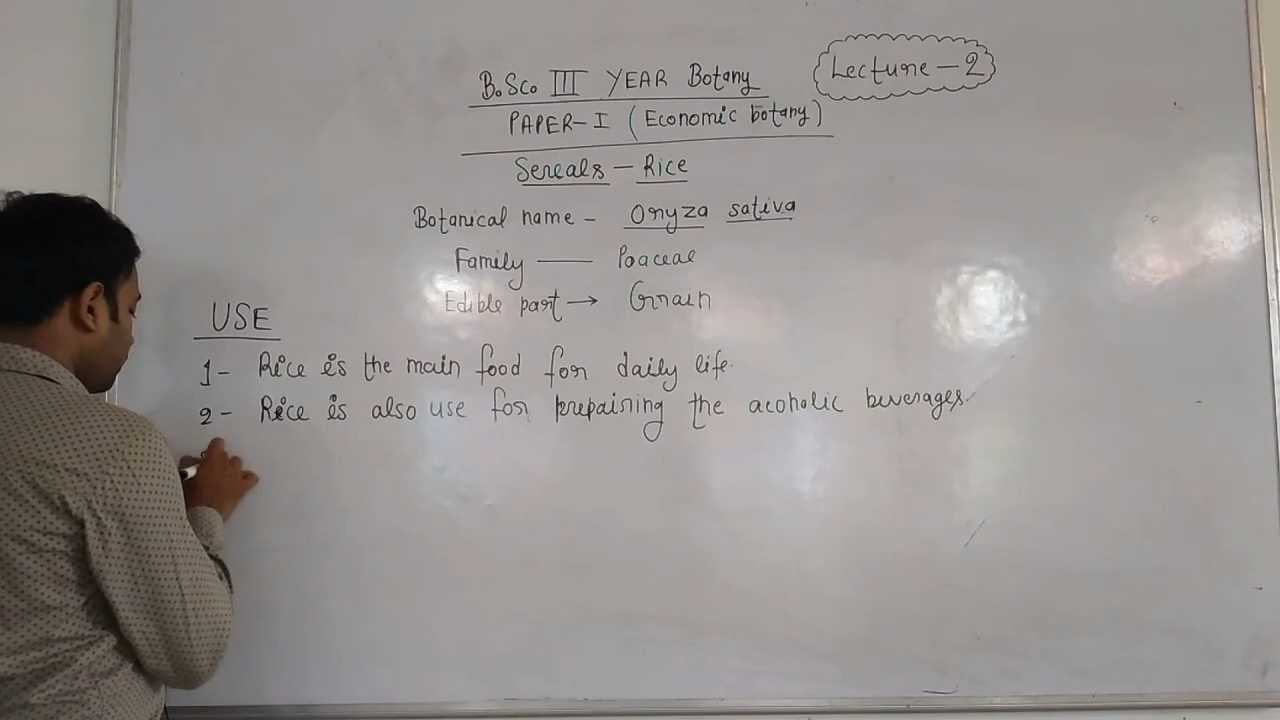 B.Sc. III YEAR Botany
Lecture - 2
PAPER-I (Economic botany)
Sereals - Rice
Botanical name - Oryza sativa
Family — Poaceae
Edible part → Grain
USE
1- Rice is the main food for daily life.
2- Rice is also use for prepairing the acoholic beverages